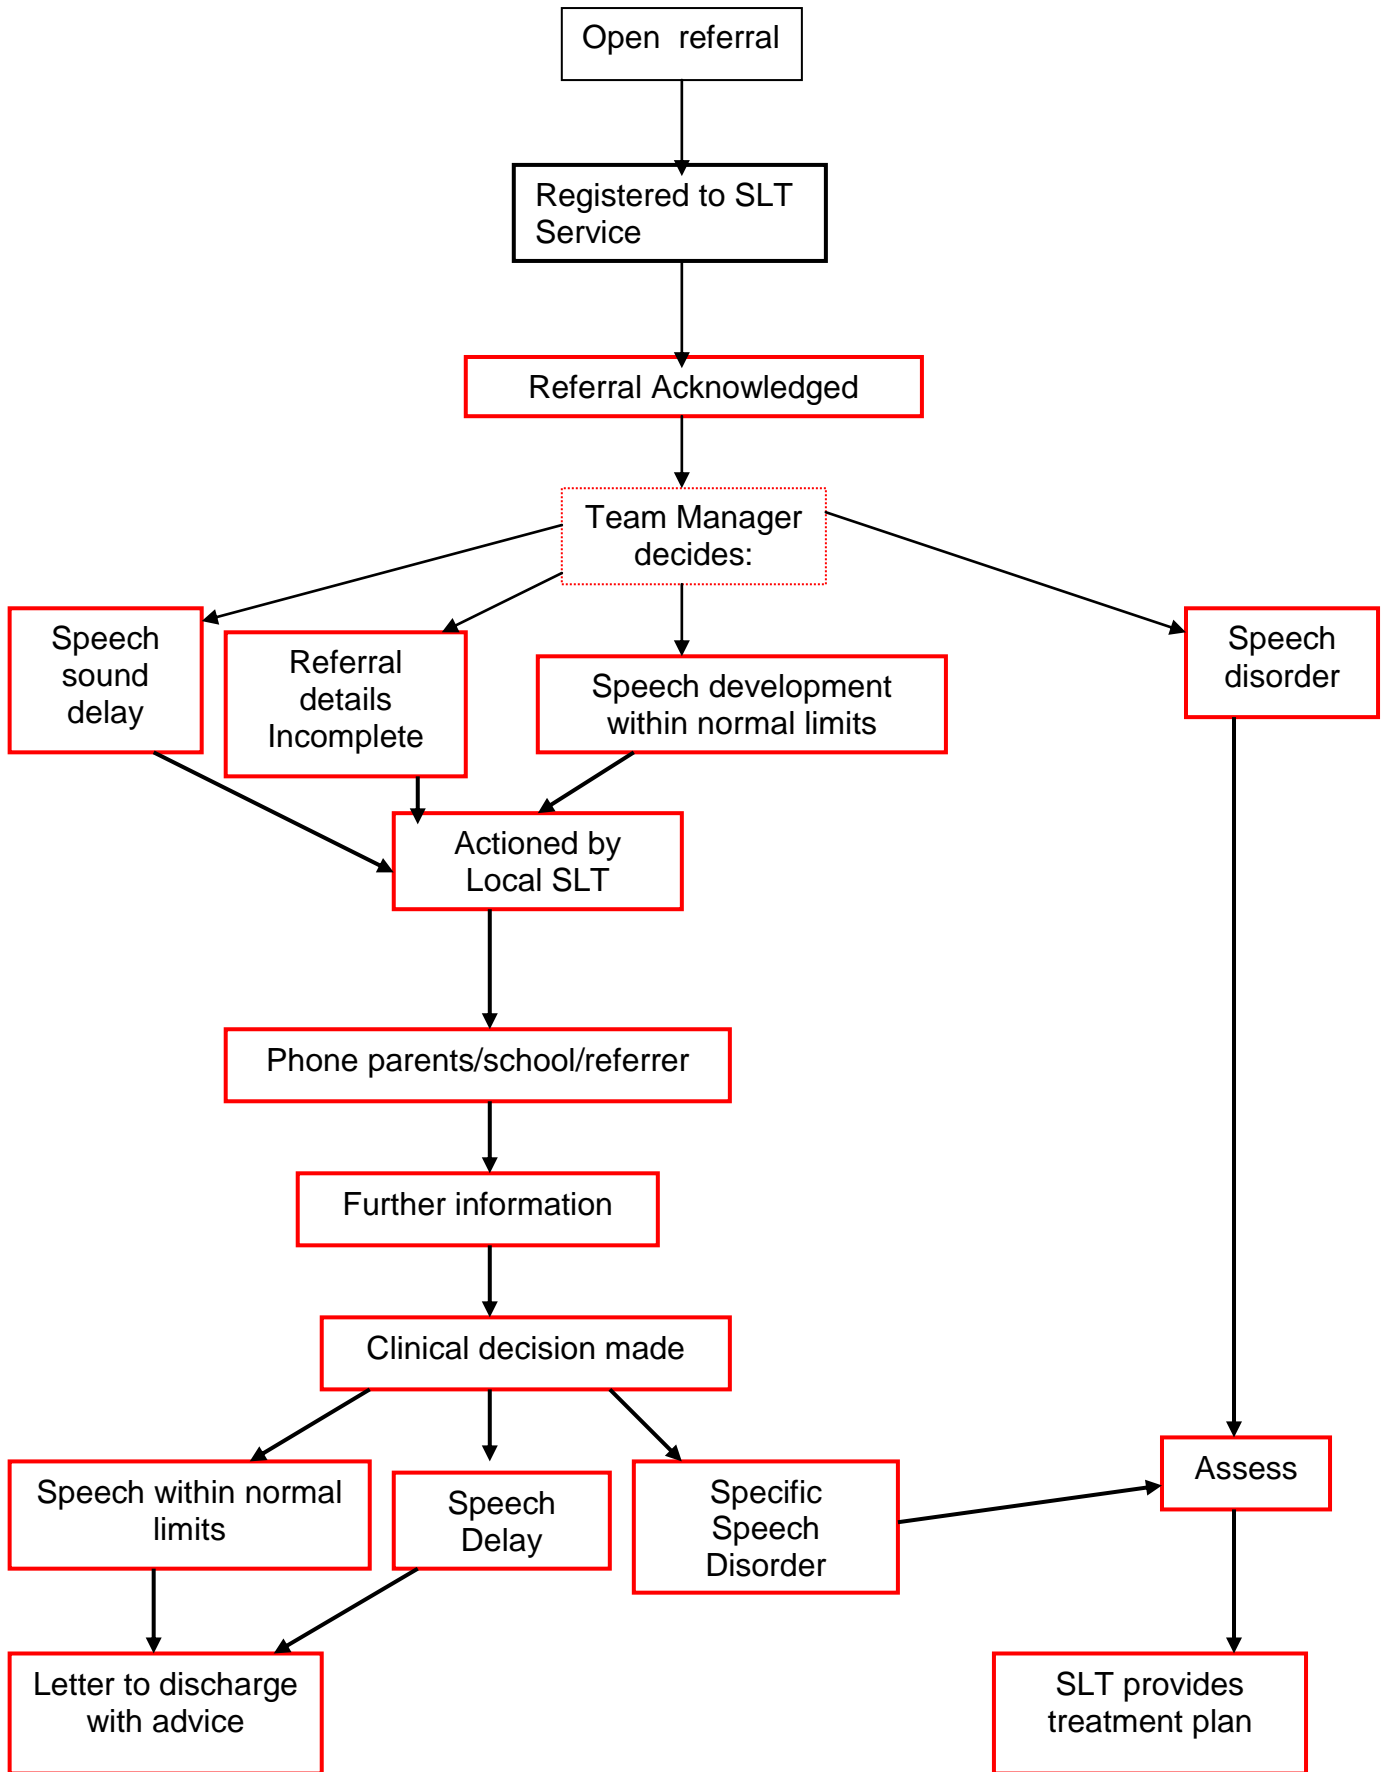 Open  referral
Registered to SLT
Service
Referral Acknowledged
Team Manager
decides:
Speech
sound
delay
Referral
details
Incomplete
Speech development
within normal limits
Speech
disorder
Actioned by
Local SLT
Phone parents/school/referrer
Further information
Clinical decision made
Speech within normal
limits
Speech
Delay
Specific
Speech
Disorder
Assess
Letter to discharge
with advice
SLT provides
treatment plan